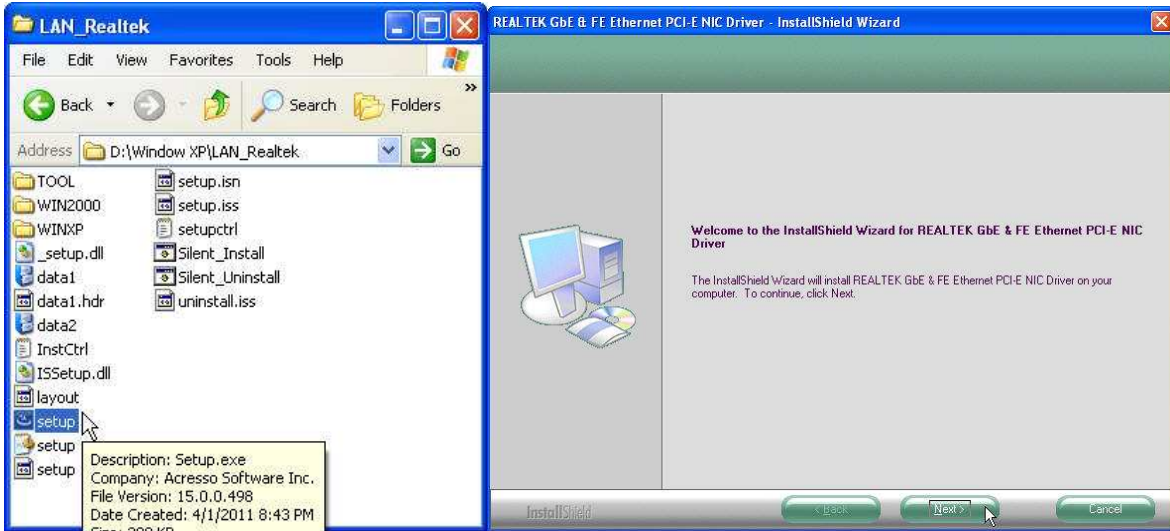 LAN_Realtek
File Edit View Favorites Tools Help
Back Search Folders »
Address D:\Window XP\LAN_Realtek Go
TOOL
WIN2000
WINXP
_setup.dll
data1
data1.hdr
data2
InstCtrl
ISSetup.dll
layout
setup
setup
setup
setup.isn
setup.iss
setupctrl
Silent_Install
Silent_Uninstall
uninstall.iss
Description: Setup.exe
Company: Acresso Software Inc.
File Version: 15.0.0.498
Date Created: 4/1/2011 8:43 PM
REALTEK GbE & FE Ethernet PCI-E NIC Driver - InstallShield Wizard
Welcome to the InstallShield Wizard for REALTEK GbE & FE Ethernet PCI-E NIC
Driver
The InstallShield Wizard will install REALTEK GbE & FE Ethernet PCI-E NIC Driver on your
computer. To continue, click Next.
InstallShield
< Back Next > Cancel